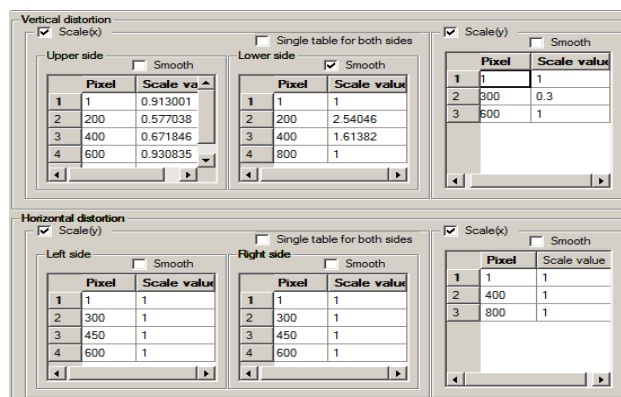 Vertical distortion
Scale(x)
Single table for both sides
Upper side
Smooth
Pixel Scale va
1 1 0.913001
2 200 0.577038
3 400 0.671846
4 600 0.930835
Lower side
Smooth
Pixel Scale value
1 1 1
2 200 2.54046
3 400 1.61382
4 800 1
Scale(y)
Smooth
Pixel Scale value
1 1 1
2 300 0.3
3 600 1
Horizontal distortion
Scale(y)
Single table for both sides
Left side
Smooth
Pixel Scale value
1 1 1
2 300 1
3 450 1
4 600 1
Right side
Smooth
Pixel Scale value
1 1 1
2 300 1
3 450 1
4 600 1
Scale(x)
Smooth
Pixel Scale value
1 1 1
2 400 1
3 800 1